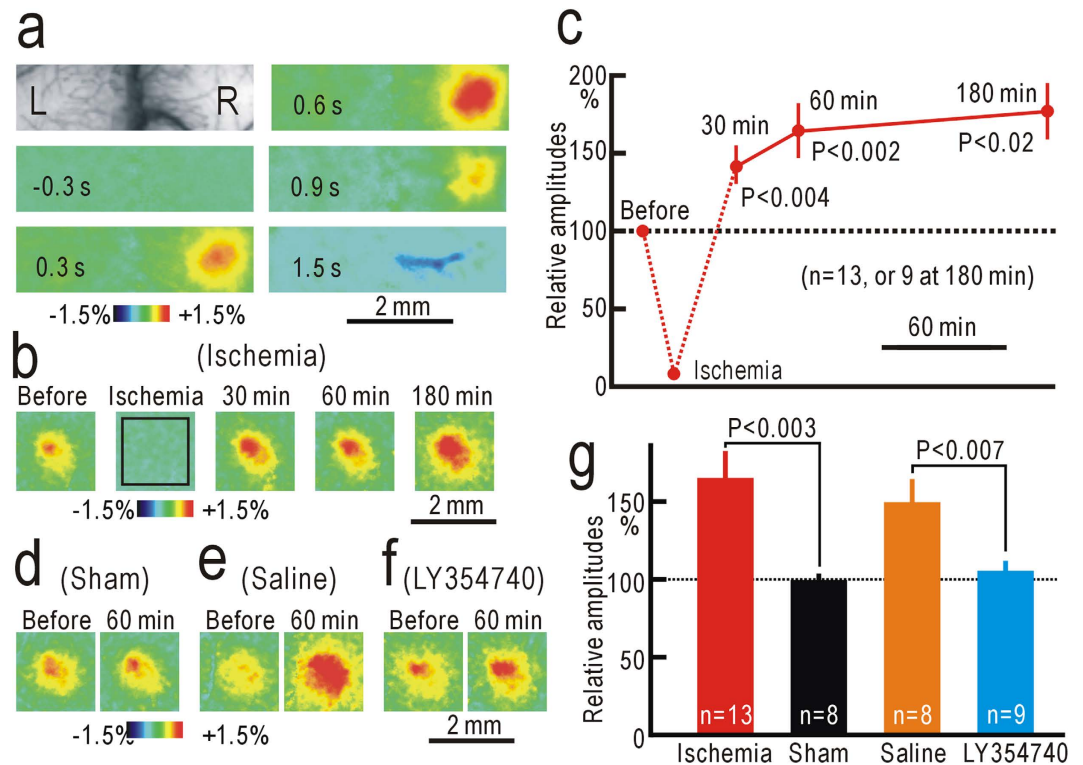 a
L R
-0.3 s
0.3 s
0.6 s
0.9 s
1.5 s
-1.5% +1.5%
2 mm
b
(Ischemia)
Before Ischemia 30 min 60 min 180 min
-1.5% +1.5%
2 mm
c
Relative amplitudes
200
%
150
100
50
0
Before
Ischemia
30 min
P<0.004
60 min
P<0.002
180 min
P<0.02
(n=13, or 9 at 180 min)
60 min
d (Sham)
Before 60 min
e (Saline)
Before 60 min
f (LY354740)
Before 60 min
-1.5% +1.5%
2 mm
g
Relative amplitudes
150
%
100
50
0
P<0.003
P<0.007
n=13 n=8 n=8 n=9
Ischemia Sham Saline LY354740